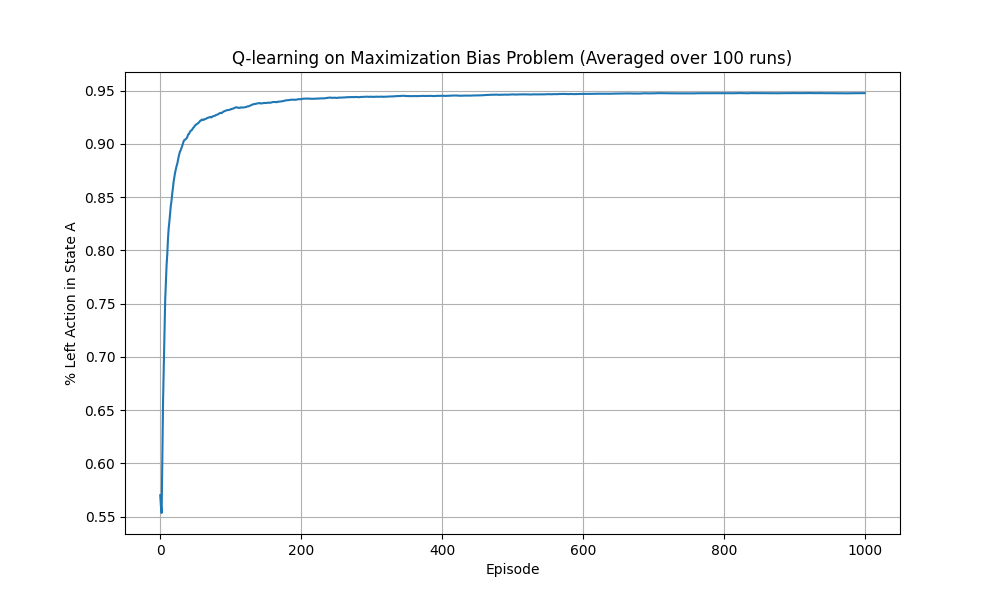 Q-learning on Maximization Bias Problem (Averaged over 100 runs)
% Left Action in State A
0.95
0.90
0.85
0.80
0.75
0.70
0.65
0.60
0.55
0 200 400 600 800 1000
Episode